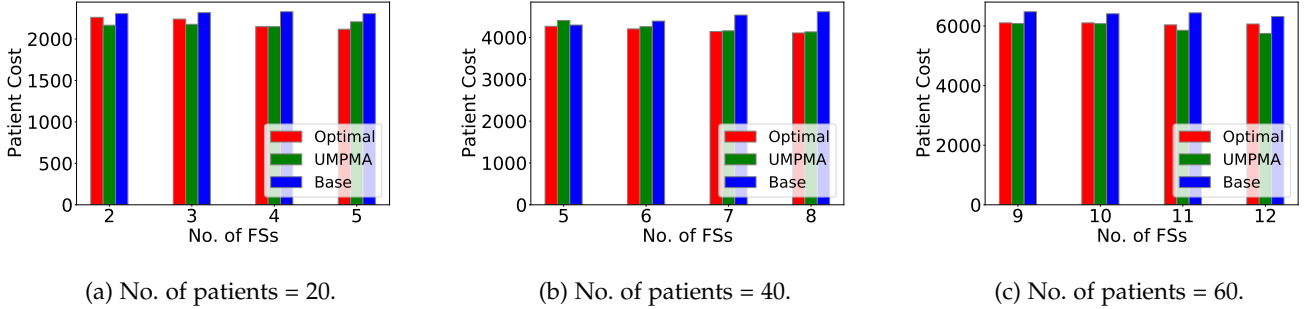 Patient Cost
2000
1500
1000
500
0
Optimal
UMPMA
Base
2 3 4 5
No. of FSs
(a) No. of patients = 20.
Patient Cost
4000
3000
2000
1000
0
Optimal
UMPMA
Base
5 6 7 8
No. of FSs
(b) No. of patients = 40.
Patient Cost
6000
4000
2000
0
Optimal
UMPMA
Base
9 10 11 12
No. of FSs
(c) No. of patients = 60.